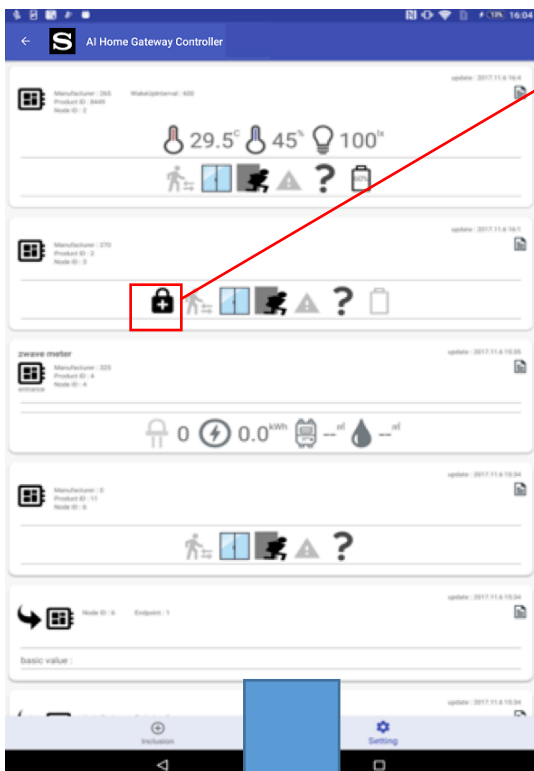 16:04
S AI Home Gateway Controller
update : 2017.11.6 16:4
Manufacturer : 265 WakeUpInterval : 600
Product ID : 8449
Node ID : 2
29.5°C 45% 100lx
?
update : 2017.11.6 16:1
Manufacturer : 270
Product ID : 2
Node ID : 3
?
zwave meter
update : 2017.11.6 15:35
Manufacturer : 325
Product ID : 4
Node ID : 4
entrance
0 0.0kWh --㎥ --㎥
update : 2017.11.6 15:34
Manufacturer : 0
Product ID : 11
Node ID : 6
?
update : 2017.11.6 15:34
Node ID : 6 Endpoint : 1
basic value :
update : 2017.11.6 15:34
Inclusion
Setting